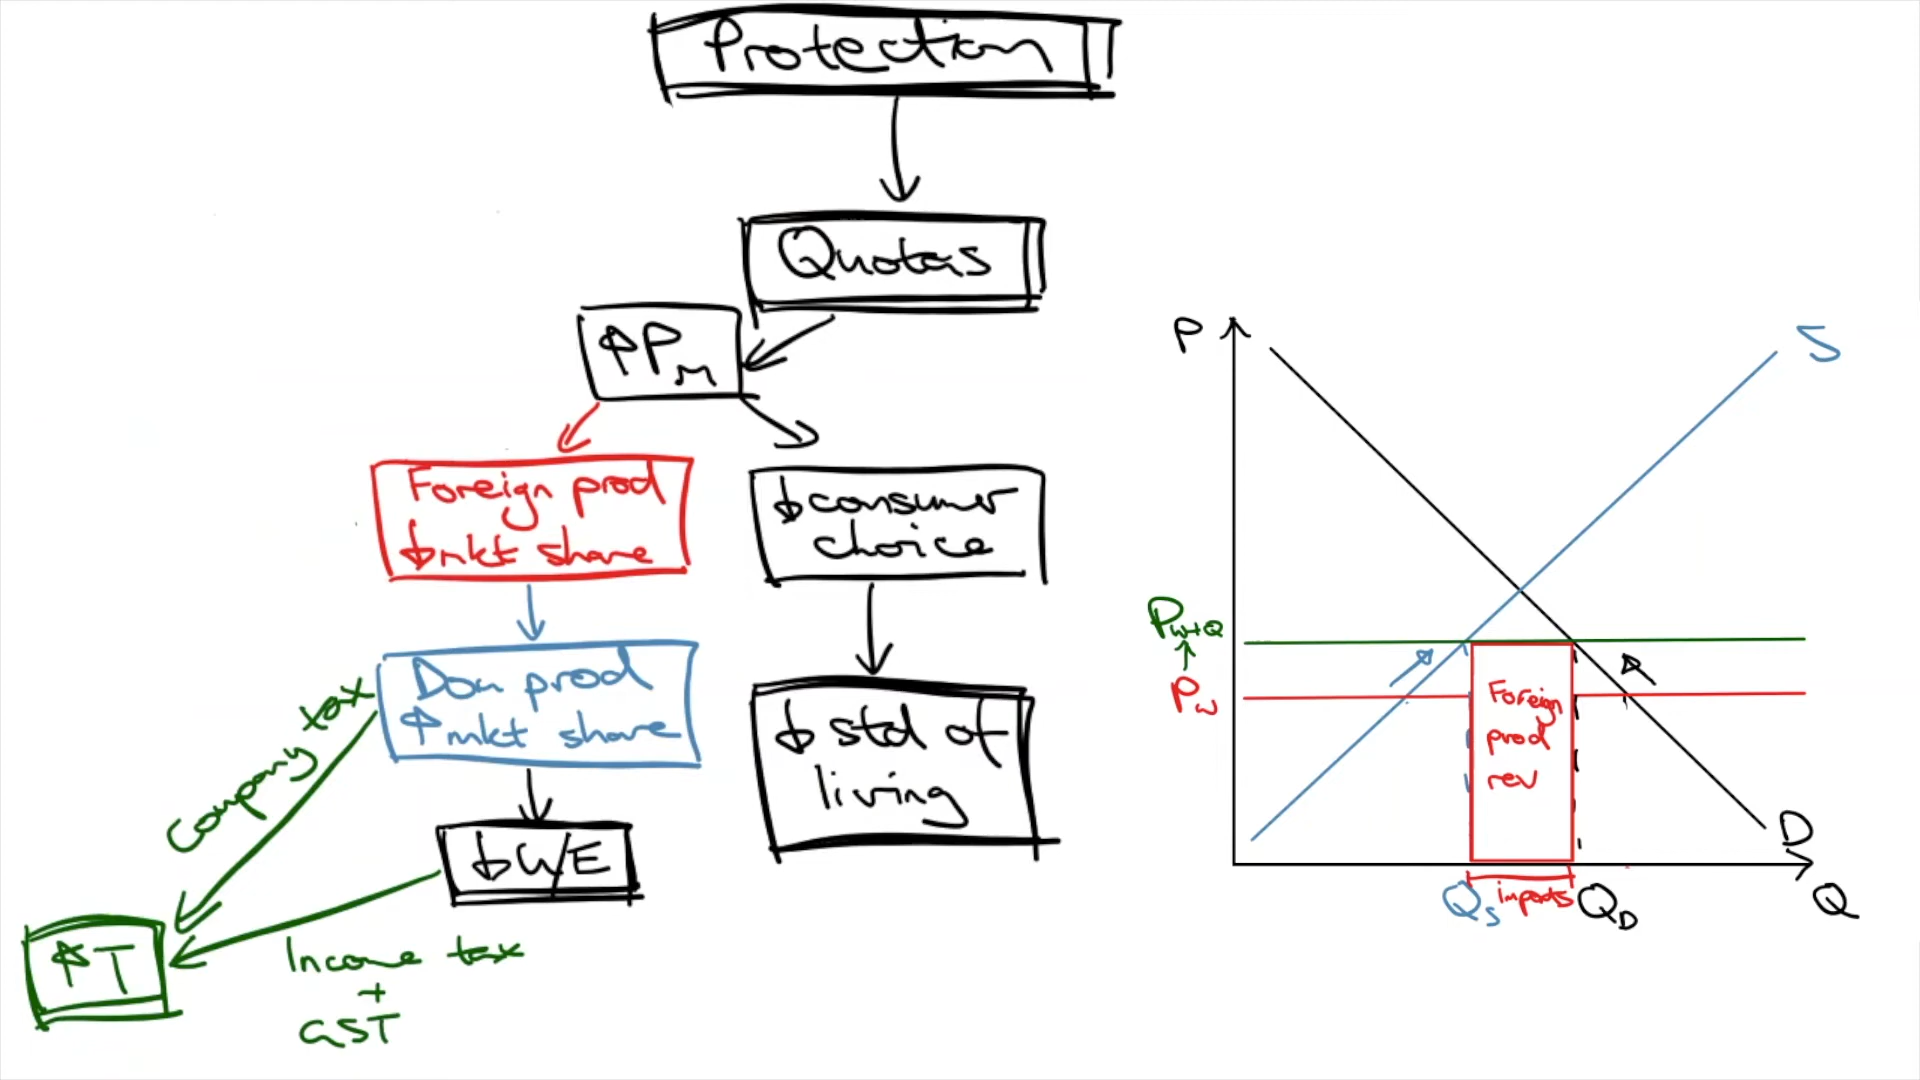 Protection
Quotas
↑Pm
Foreign prod
↓mkt share
↓consumer
choice
Dom prod
↑mkt share
↓ std of
living
Company tax
↓U/E
↑T
Income tax
+
GST
P
S
Pw+Q
↑
Pw
Foreign
prod
rev
D
Qs
imports
QD
Q